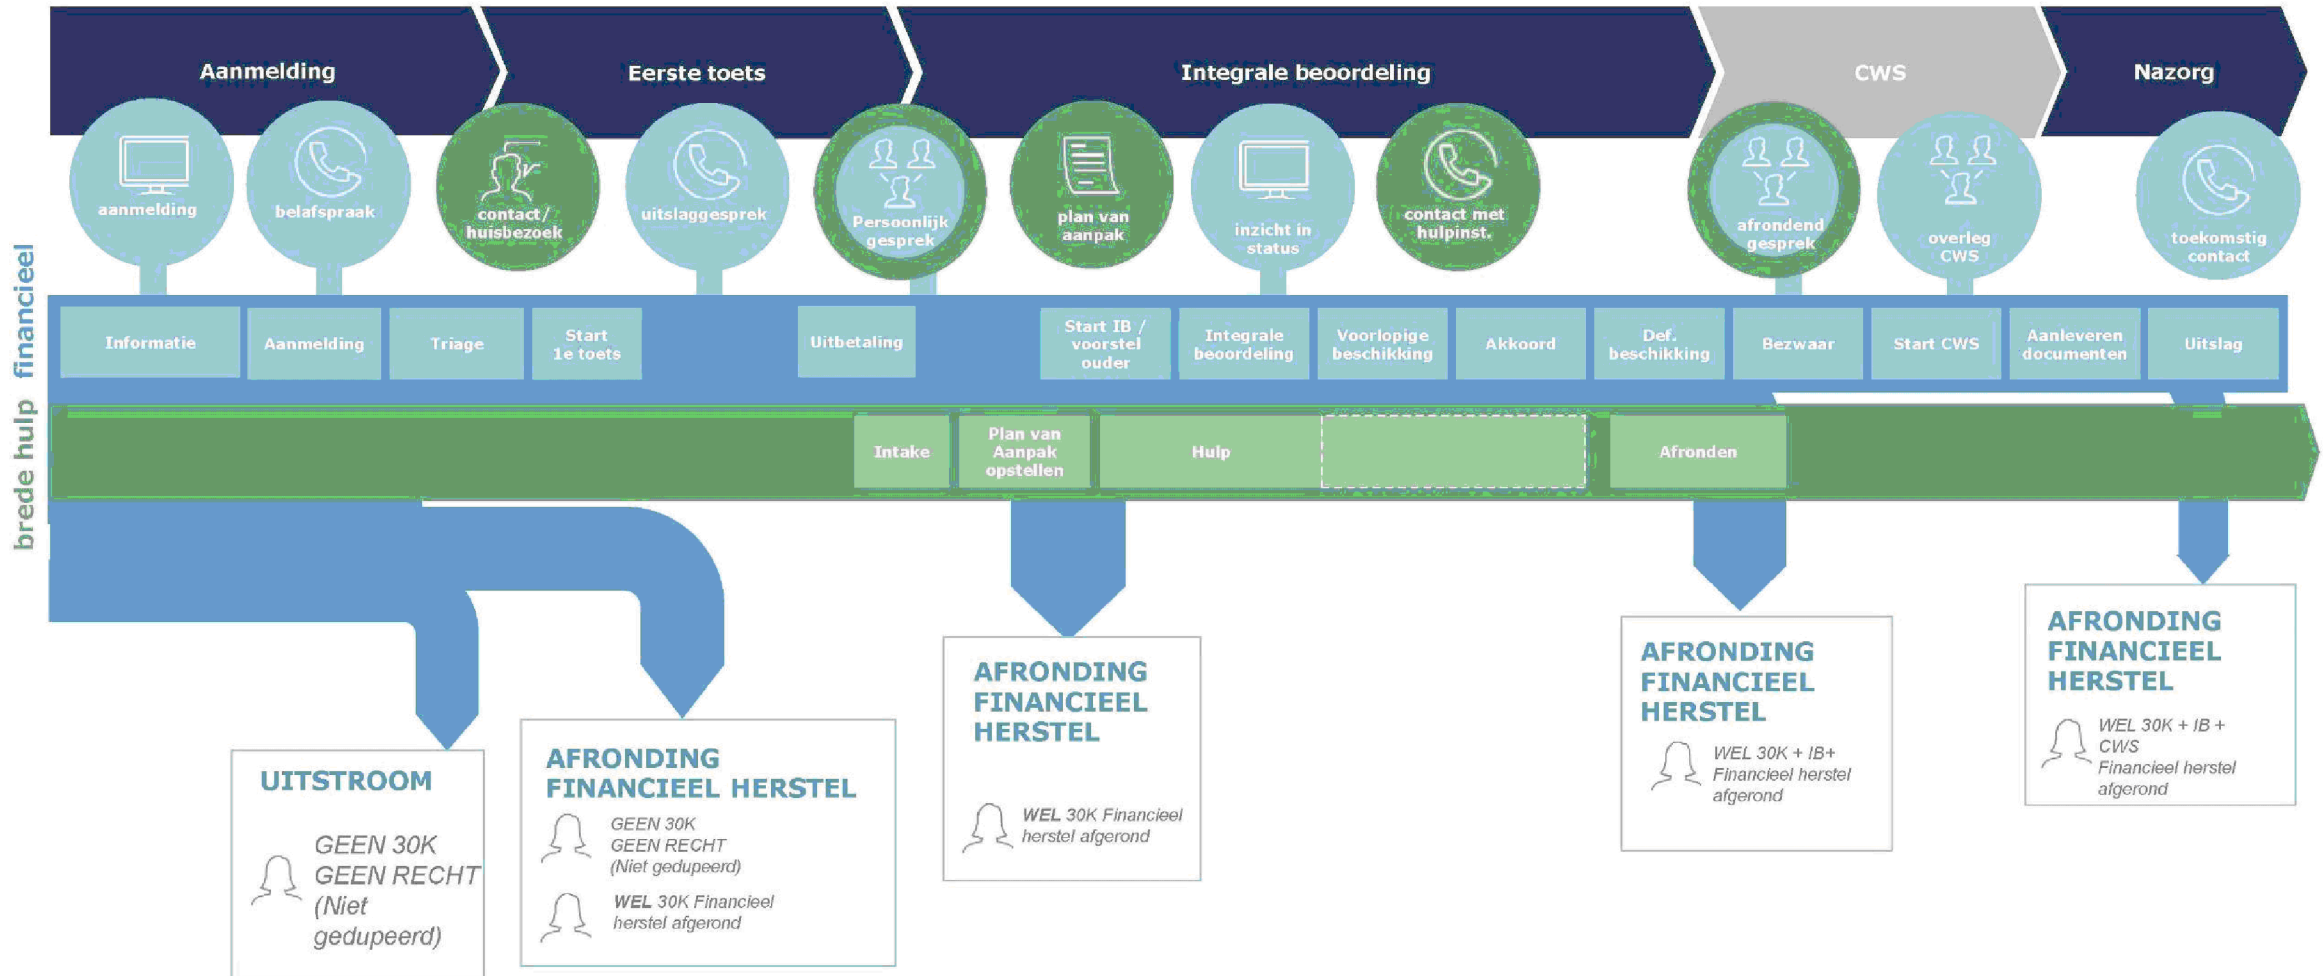 Aanmelding
Eerste toets
Integrale beoordeling
CWS
Nazorg
aanmelding
belafspraak
contact/
huisbezoek
uitslaggesprek
Persoonlijk
gesprek
plan van
aanpak
inzicht in
status
contact met
hulpinst.
afrondend
gesprek
overleg
CWS
toekomstig
contact
financieel
Informatie
Aanmelding
Triage
Start
1e toets
Uitbetaling
Start IB /
voorstel
ouder
Integrale
beoordeling
Voorlopige
beschikking
Akkoord
Def.
beschikking
Bezwaar
Start CWS
Aanleveren
documenten
Uitslag
brede hulp
Intake
Plan van
Aanpak
opstellen
Hulp
Afronden
UITSTROOM
GEEN 30K
GEEN RECHT
(Niet
gedupeerd)
AFRONDING
FINANCIEEL HERSTEL
GEEN 30K
GEEN RECHT
(Niet gedupeerd)
WEL 30K Financieel
herstel afgerond
AFRONDING
FINANCIEEL
HERSTEL
WEL 30K Financieel
herstel afgerond
AFRONDING
FINANCIEEL
HERSTEL
WEL 30K + IB+
Financieel herstel
afgerond
AFRONDING
FINANCIEEL
HERSTEL
WEL 30K + IB +
CWS
Financieel herstel
afgerond